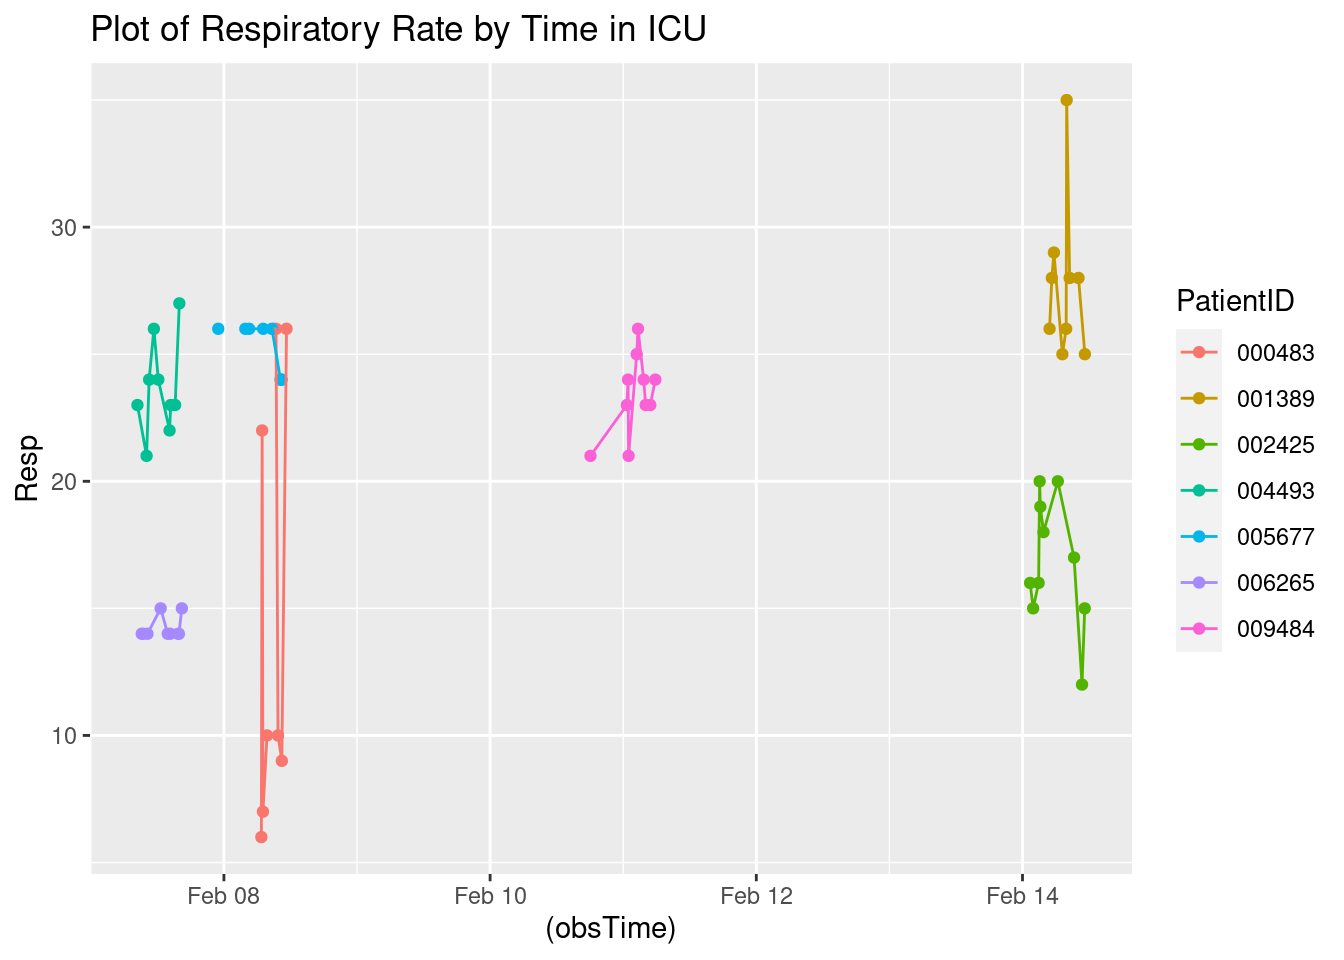 Plot of Respiratory Rate by Time in ICU
Resp
30
20
10
Feb 08
Feb 10
Feb 12
Feb 14
(obsTime)
PatientID
000483
001389
002425
004493
005677
006265
009484